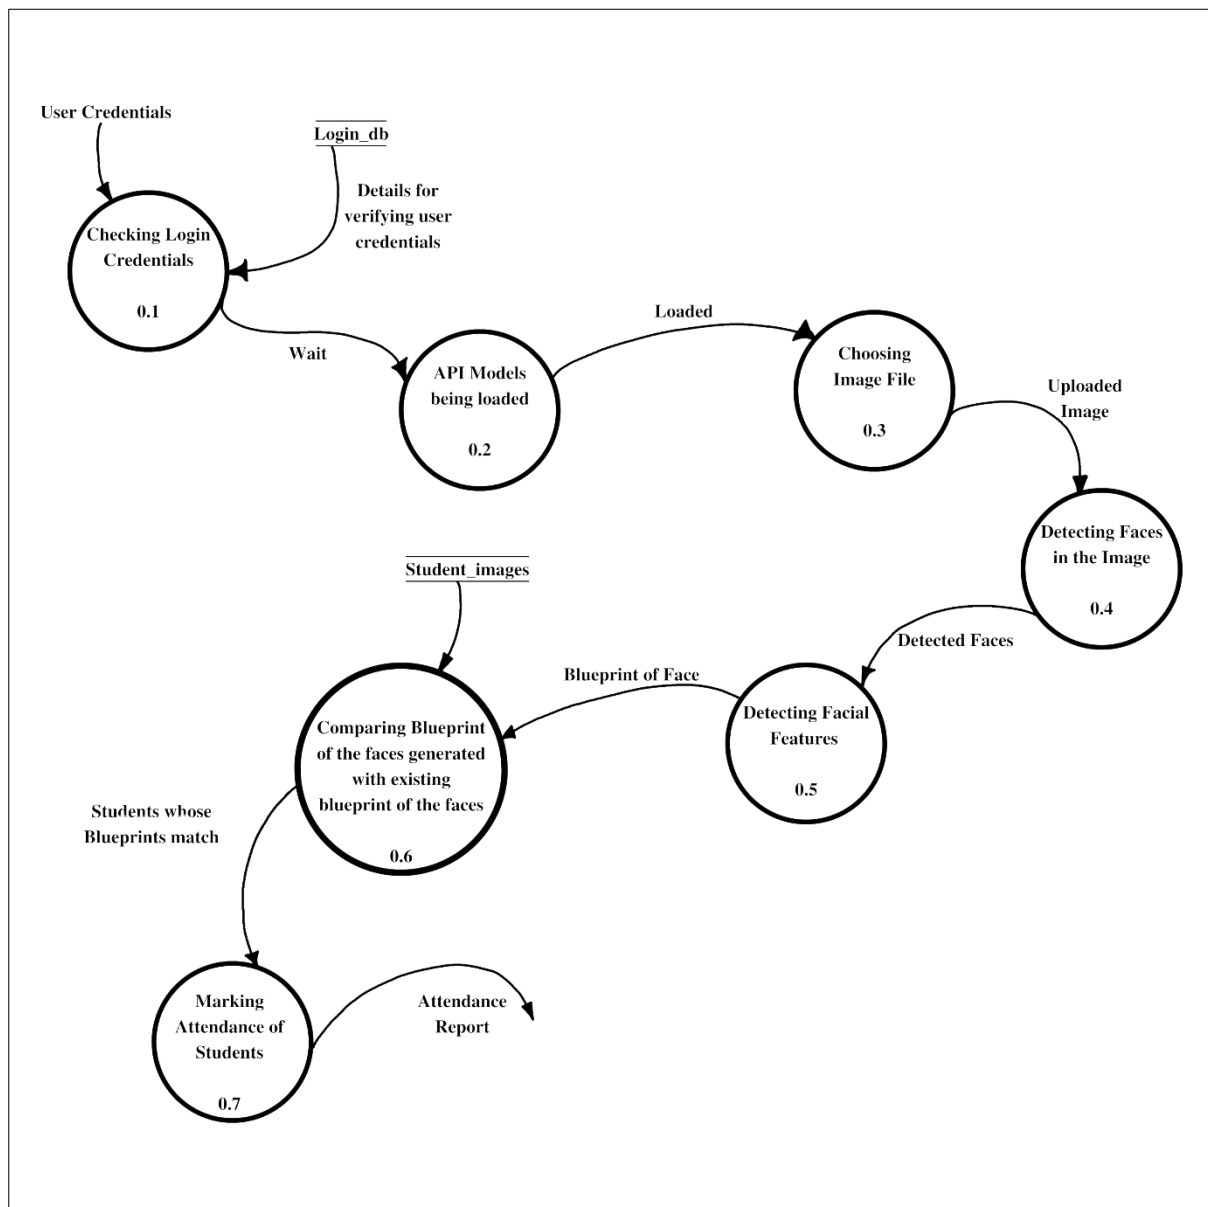 User Credentials
Login_db
Details for
verifying user
credentials
Checking Login
Credentials
0.1
Wait
API Models
being loaded
0.2
Loaded
Choosing
Image File
0.3
Uploaded
Image
Detecting Faces
in the Image
0.4
Detected Faces
Detecting Facial
Features
0.5
Blueprint of Face
Student_images
Comparing Blueprint
of the faces generated
with existing
blueprint of the faces
0.6
Students whose
Blueprints match
Marking
Attendance of
Students
0.7
Attendance
Report